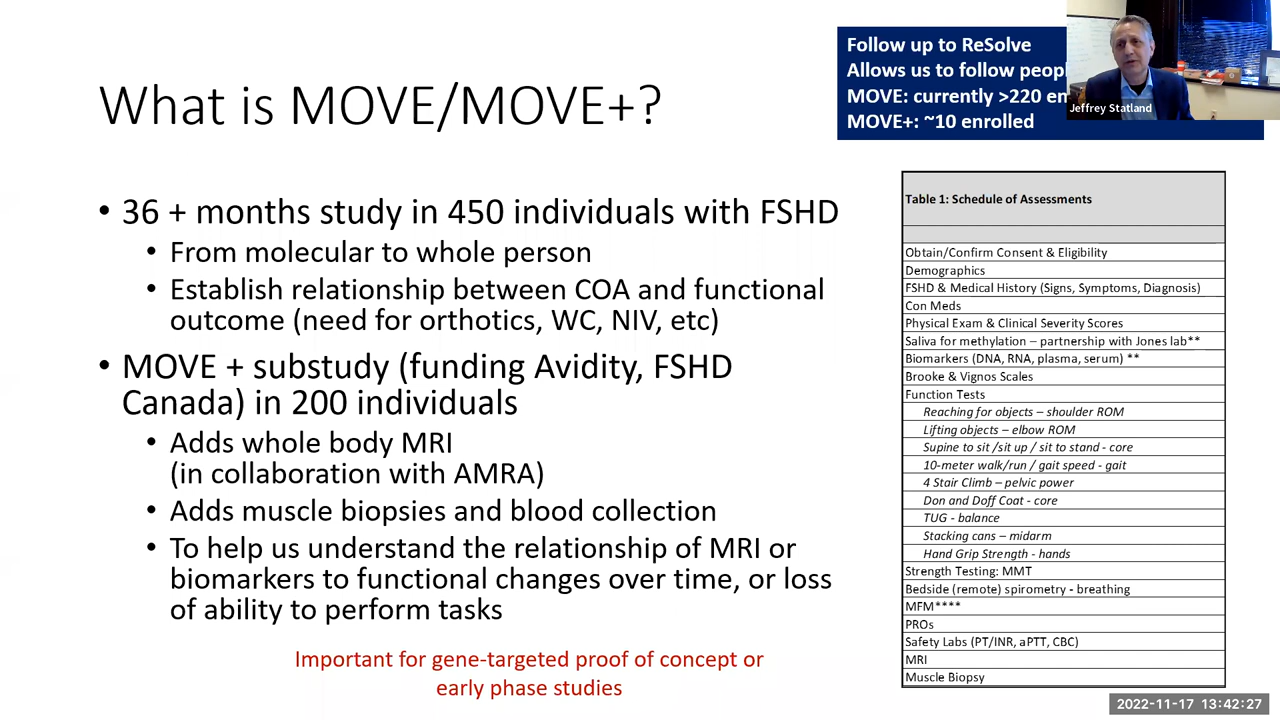 What is MOVE/MOVE+?
Follow up to ReSolve
Allows us to follow
MOVE: currently >220
MOVE+: ~10 enrolled
Jeffrey Statland
• 36 + months study in 450 individuals with FSHD
• From molecular to whole person
• Establish relationship between COA and functional
outcome (need for orthotics, WC, NIV, etc)
• MOVE + substudy (funding Avidity, FSHD
Canada) in 200 individuals
• Adds whole body MRI
(in collaboration with AMRA)
• Adds muscle biopsies and blood collection
• To help us understand the relationship of MRI or
biomarkers to functional changes over time, or loss
of ability to perform tasks
Important for gene-targeted proof of concept or
early phase studies
Table 1: Schedule of Assessments
Obtain/Confirm Consent & Eligibility
Demographics
FSHD & Medical History (Signs, Symptoms, Diagnosis)
Con Meds
Physical Exam & Clinical Severity Scores
Saliva for methylation – partnership with Jones lab**
Biomarkers (DNA, RNA, plasma, serum) **
Brooke & Vignos Scales
Function Tests
Reaching for objects – shoulder ROM
Lifting objects – elbow ROM
Supine to sit /sit up / sit to stand - core
10-meter walk/run / gait speed - gait
4 Stair Climb – pelvic power
Don and Doff Coat - core
TUG - balance
Stacking cans – midarm
Hand Grip Strength - hands
Strength Testing: MMT
Bedside (remote) spirometry - breathing
MFM****
PROs
Safety Labs (PT/INR, aPTT, CBC)
MRI
Muscle Biopsy
2022-11-17 13:42:27